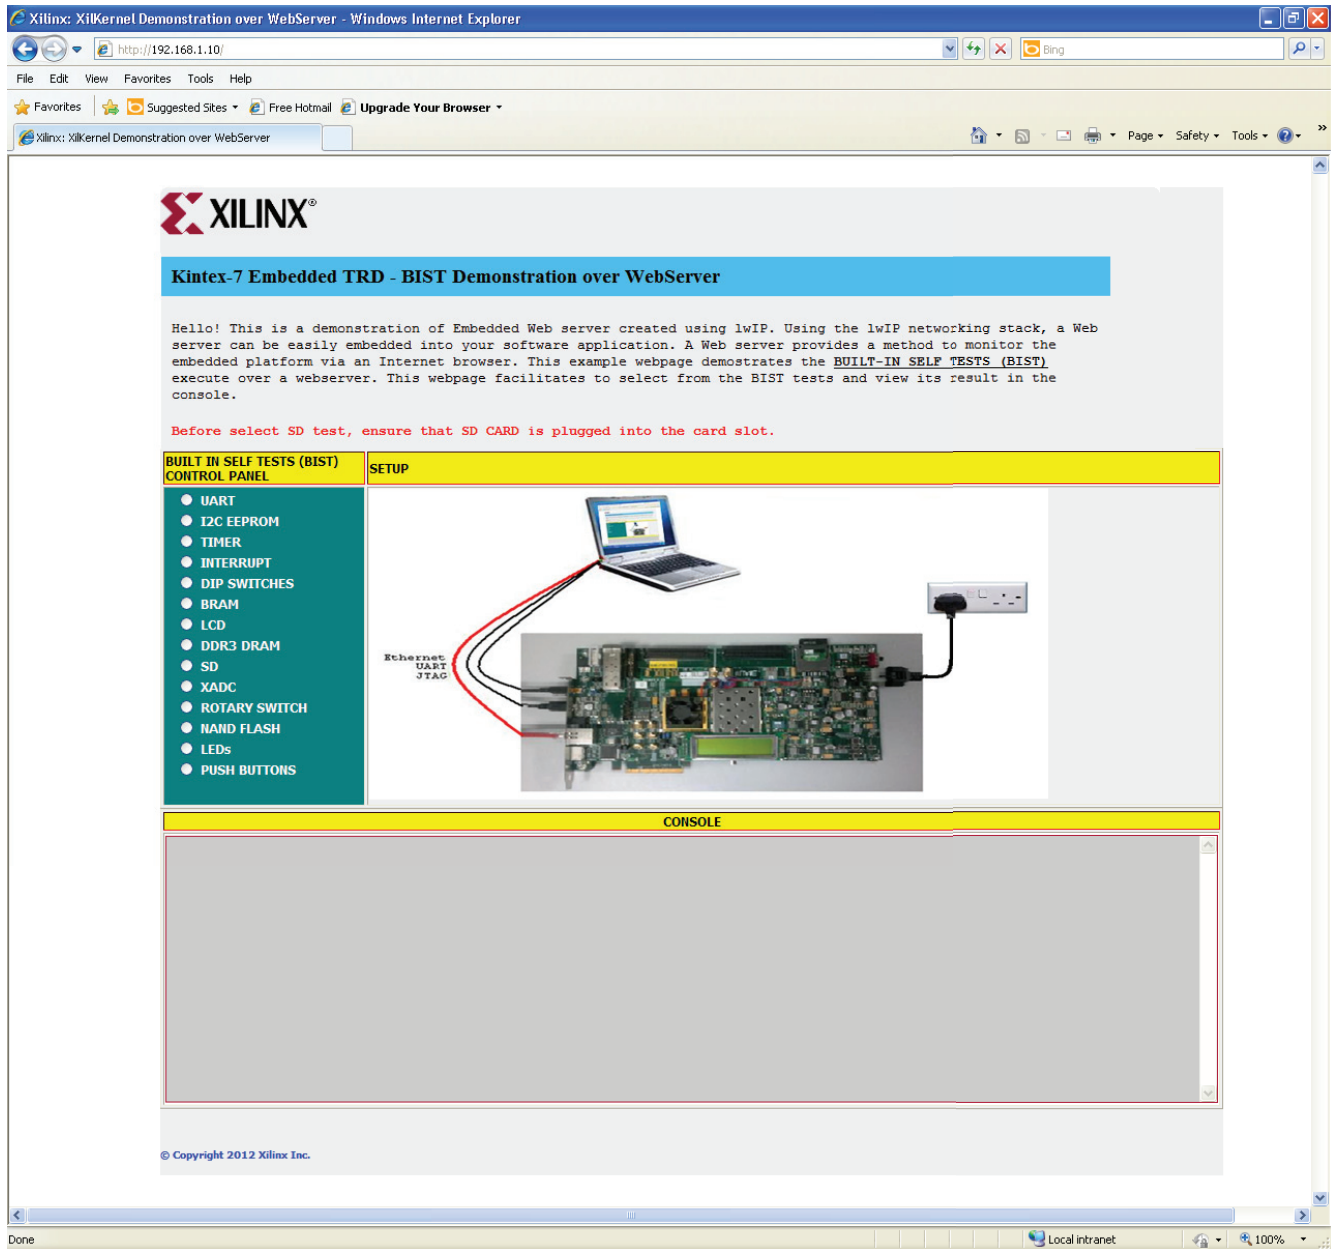 Xilinx: XilKernel Demonstration over WebServer - Windows Internet Explorer
http://192.168.1.10/
Bing
File Edit View Favorites Tools Help
Favorites Suggested Sites Free Hotmail Upgrade Your Browser
Xilinx: XilKernel Demonstration over WebServer
Page Safety Tools
XILINX®
Kintex-7 Embedded TRD - BIST Demonstration over WebServer
Hello! This is a demonstration of Embedded Web server created using lwIP. Using the lwIP networking stack, a Web
server can be easily embedded into your software application. A Web server provides a method to monitor the
embedded platform via an Internet browser. This example webpage demostrates the BUILT-IN SELF TESTS (BIST)
execute over a webserver. This webpage facilitates to select from the BIST tests and view its result in the
console.
Before select SD test, ensure that SD CARD is plugged into the card slot.
BUILT IN SELF TESTS (BIST)
CONTROL PANEL
SETUP
UART
I2C EEPROM
TIMER
INTERRUPT
DIP SWITCHES
BRAM
LCD
DDR3 DRAM
SD
XADC
ROTARY SWITCH
NAND FLASH
LEDs
PUSH BUTTONS
Ethernet
UART
JTAG
CONSOLE
© Copyright 2012 Xilinx Inc.
Done
Local intranet
100%